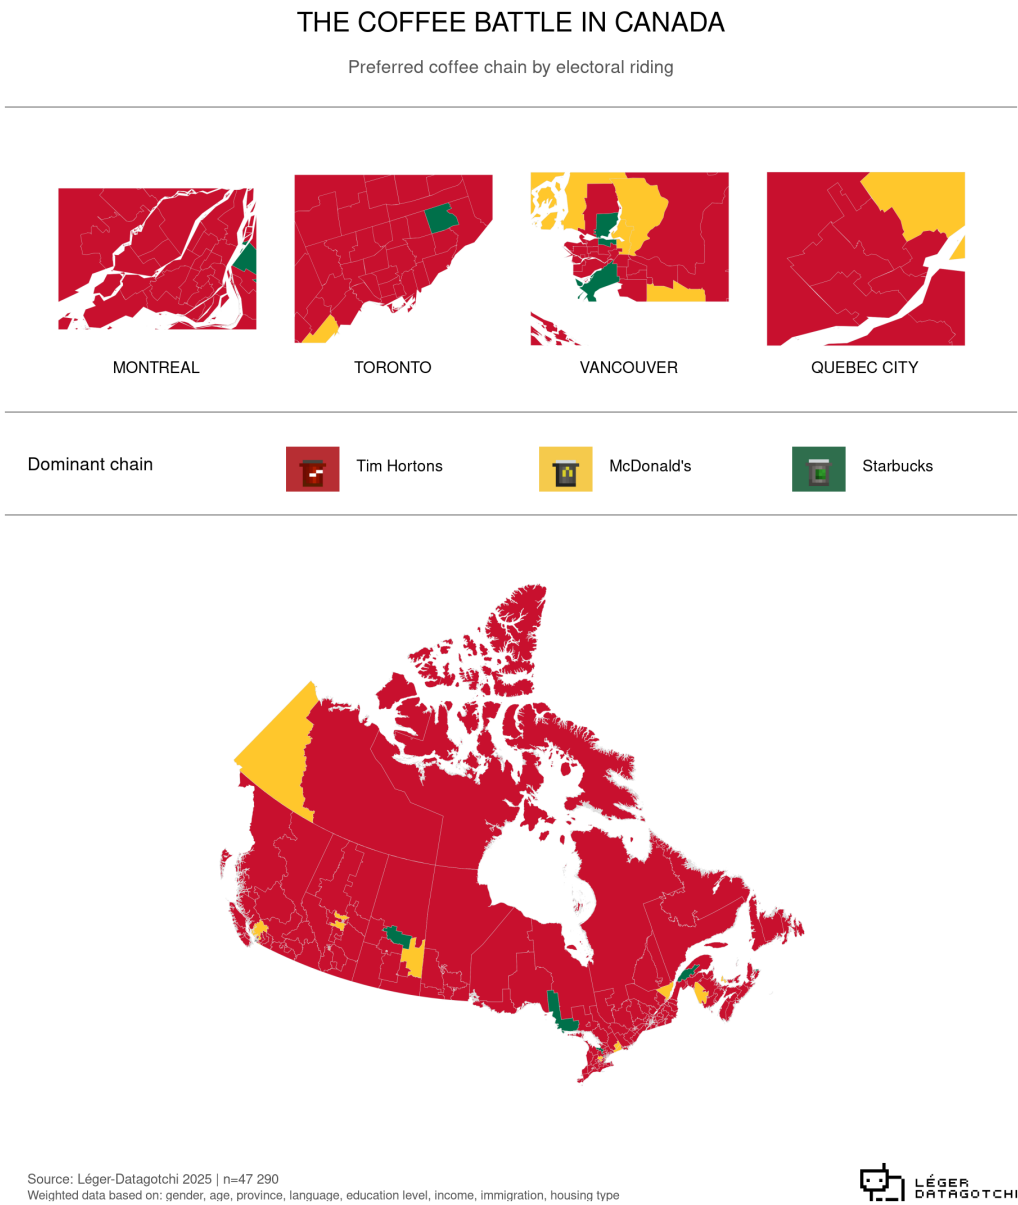 THE COFFEE BATTLE IN CANADA
Preferred coffee chain by electoral riding
MONTREAL
TORONTO
VANCOUVER
QUEBEC CITY
Dominant chain
Tim Hortons
McDonald's
Starbucks
Source: Léger-Datagotchi 2025 | n=47 290
Weighted data based on: gender, age, province, language, education level, income, immigration, housing type
LÉGER
DATAGOTCHI